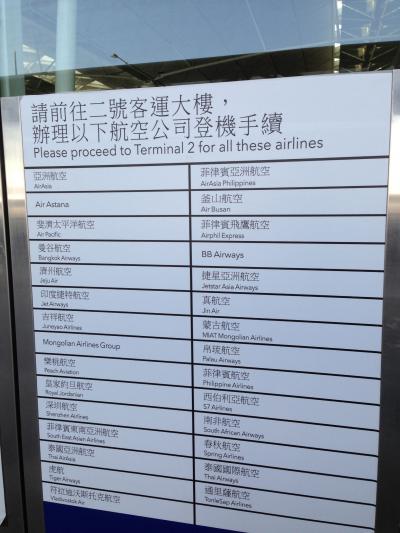 請前往二號客運大樓，
辦理以下航空公司登機手續
Please proceed to Terminal 2 for all these airlines
亞洲航空
AirAsia
Air Astana
斐濟太平洋航空
Air Pacific
曼谷航空
Bangkok Airways
濟州航空
Jeju Air
印度捷特航空
Jet Airways
吉祥航空
Juneyao Airlines
Mongolian Airlines Group
樂桃航空
Peach Aviation
皇家約旦航空
Royal Jordanian
深圳航空
Shenzhen Airlines
菲律賓東南亞航空
South East Asian Airlines
泰國亞洲航空
Thai AirAsia
虎航
Tiger Airways
符拉迪沃斯托克航空
Vladivostok Air
菲律賓亞洲航空
AirAsia Philippines
釜山航空
Air Busan
菲律賓飛鷹航空
Airphil Express
BB Airways
捷星亞洲航空
Jetstar Asia Airways
真航空
Jin Air
蒙古航空
MIAT Mongolian Airlines
帛琉航空
Palau Airways
菲律賓航空
Philippine Airlines
西伯利亞航空
S7 Airlines
南非航空
South African Airways
春秋航空
Spring Airlines
泰國國際航空
Thai Airways
通里薩航空
TonleSap Airlines